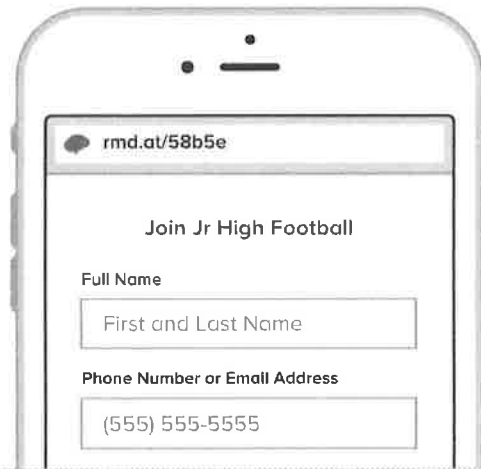 rmd.at/58b5e
Join Jr High Football
Full Name
First and Last Name
Phone Number or Email Address
(555) 555-5555